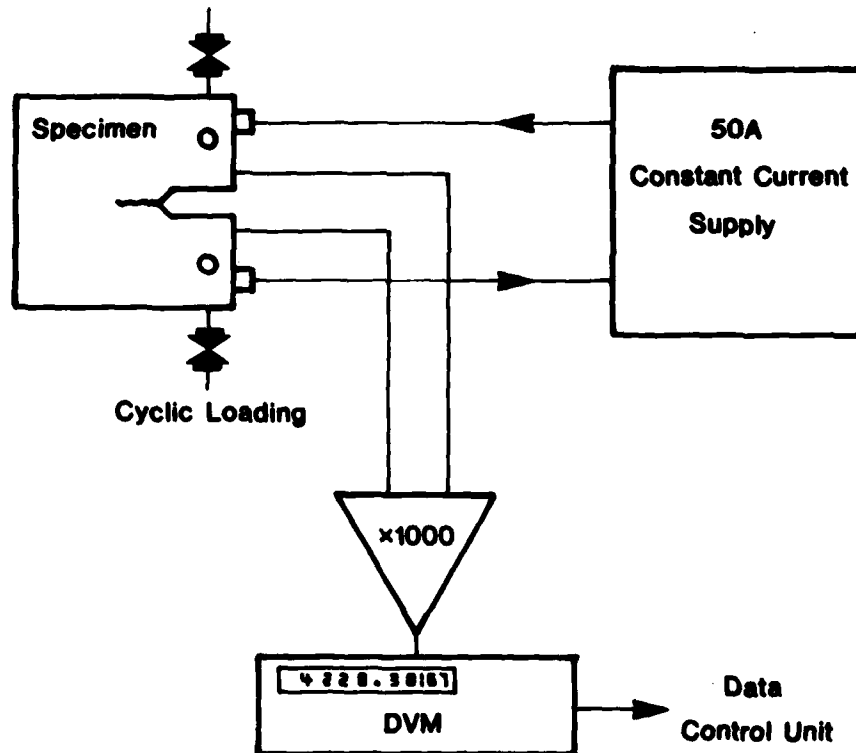 Specimen
50A
Constant Current
Supply
Cyclic Loading
×1000
DVM
Data
Control Unit